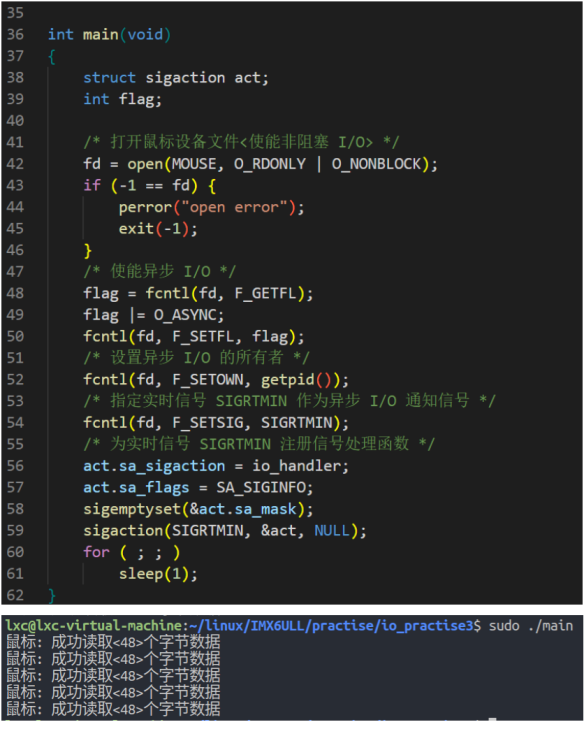 35
36 int main(void)
37 {
38     struct sigaction act;
39     int flag;
40
41     /* 打开鼠标设备文件<使能非阻塞 I/O> */
42     fd = open(MOUSE, O_RDONLY | O_NONBLOCK);
43     if (-1 == fd) {
44         perror("open error");
45         exit(-1);
46     }
47     /* 使能异步 I/O */
48     flag = fcntl(fd, F_GETFL);
49     flag |= O_ASYNC;
50     fcntl(fd, F_SETFL, flag);
51     /* 设置异步 I/O 的所有者 */
52     fcntl(fd, F_SETOWN, getpid());
53     /* 指定实时信号 SIGRTMIN 作为异步 I/O 通知信号 */
54     fcntl(fd, F_SETSIG, SIGRTMIN);
55     /* 为实时信号 SIGRTMIN 注册信号处理函数 */
56     act.sa_sigaction = io_handler;
57     act.sa_flags = SA_SIGINFO;
58     sigemptyset(&act.sa_mask);
59     sigaction(SIGRTMIN, &act, NULL);
60     for ( ; ; )
61         sleep(1);
62 }
lxc@lxc-virtual-machine:~/linux/IMX6ULL/practise/io_practise3$ sudo ./main
鼠标: 成功读取<48>个字节数据
鼠标: 成功读取<48>个字节数据
鼠标: 成功读取<48>个字节数据
鼠标: 成功读取<48>个字节数据
鼠标: 成功读取<48>个字节数据